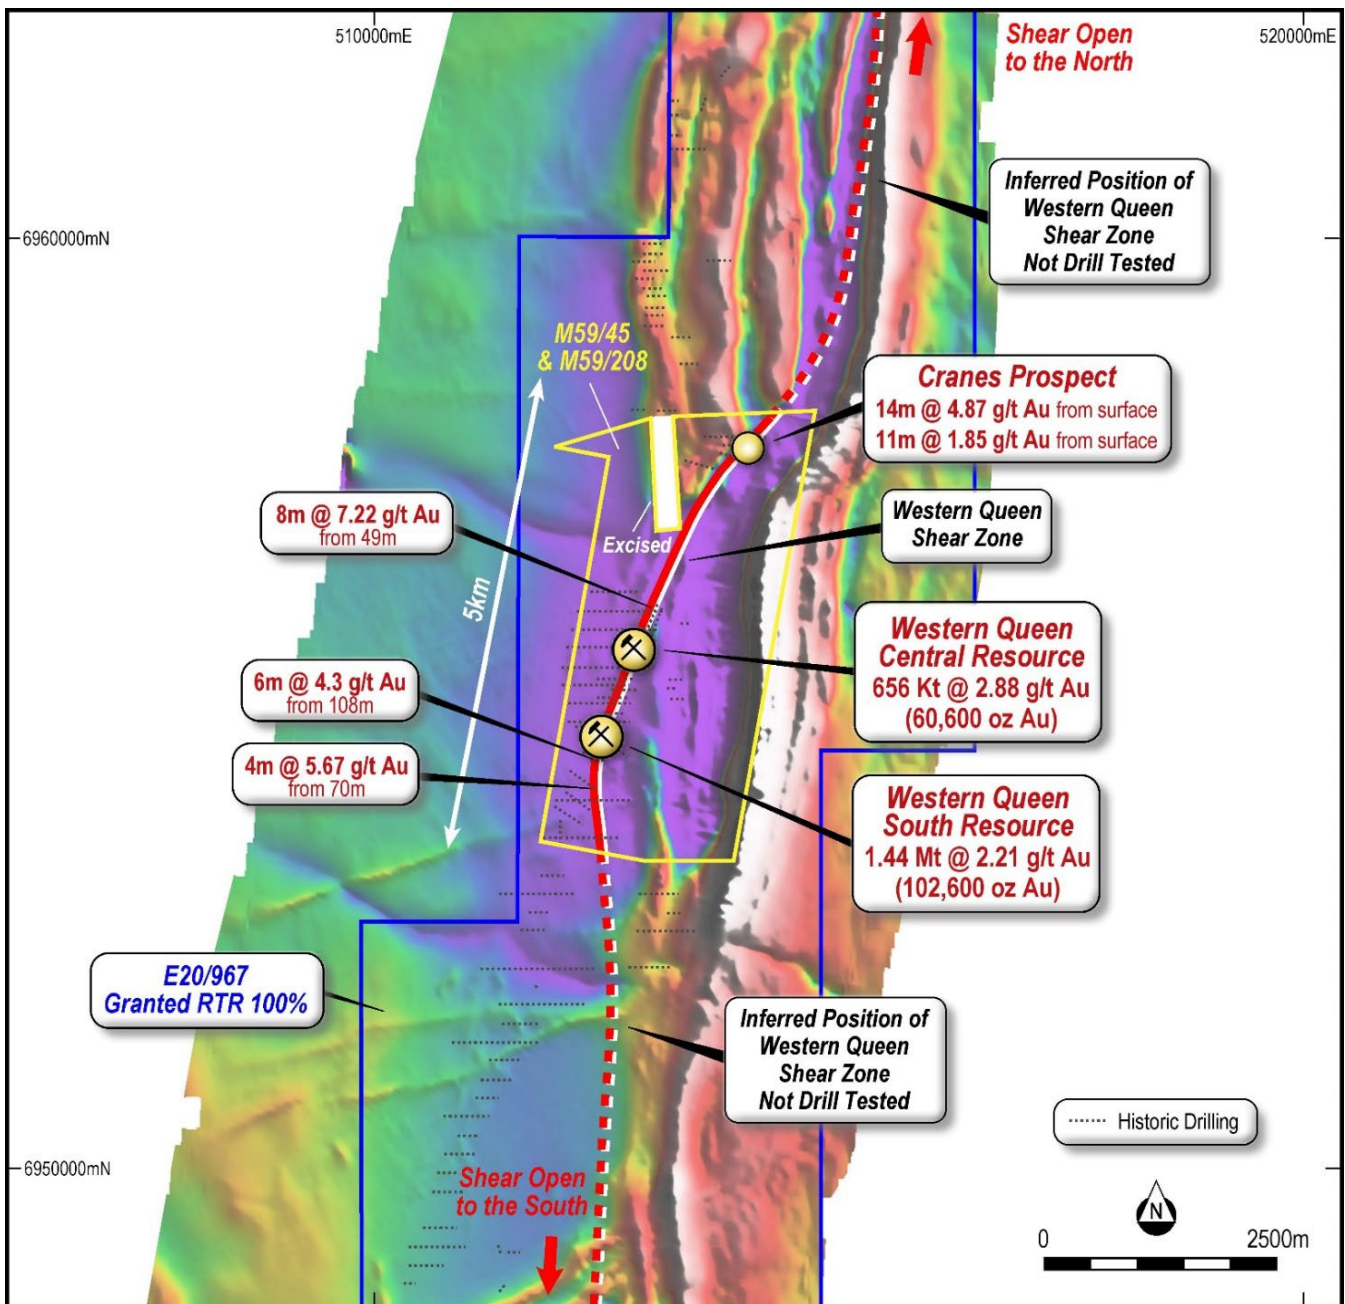 510000mE
520000mE
Shear Open
to the North
Inferred Position of
Western Queen
Shear Zone
Not Drill Tested
6960000mN
M59/45
& M59/208
Cranes Prospect
14m @ 4.87 g/t Au from surface
11m @ 1.85 g/t Au from surface
8m @ 7.22 g/t Au
from 49m
Western Queen
Shear Zone
Excised
5km
Western Queen
Central Resource
656 Kt @ 2.88 g/t Au
(60,600 oz Au)
6m @ 4.3 g/t Au
from 108m
4m @ 5.67 g/t Au
from 70m
Western Queen
South Resource
1.44 Mt @ 2.21 g/t Au
(102,600 oz Au)
E20/967
Granted RTR 100%
Inferred Position of
Western Queen
Shear Zone
Not Drill Tested
Historic Drilling
6950000mN
Shear Open
to the South
N
0 2500m